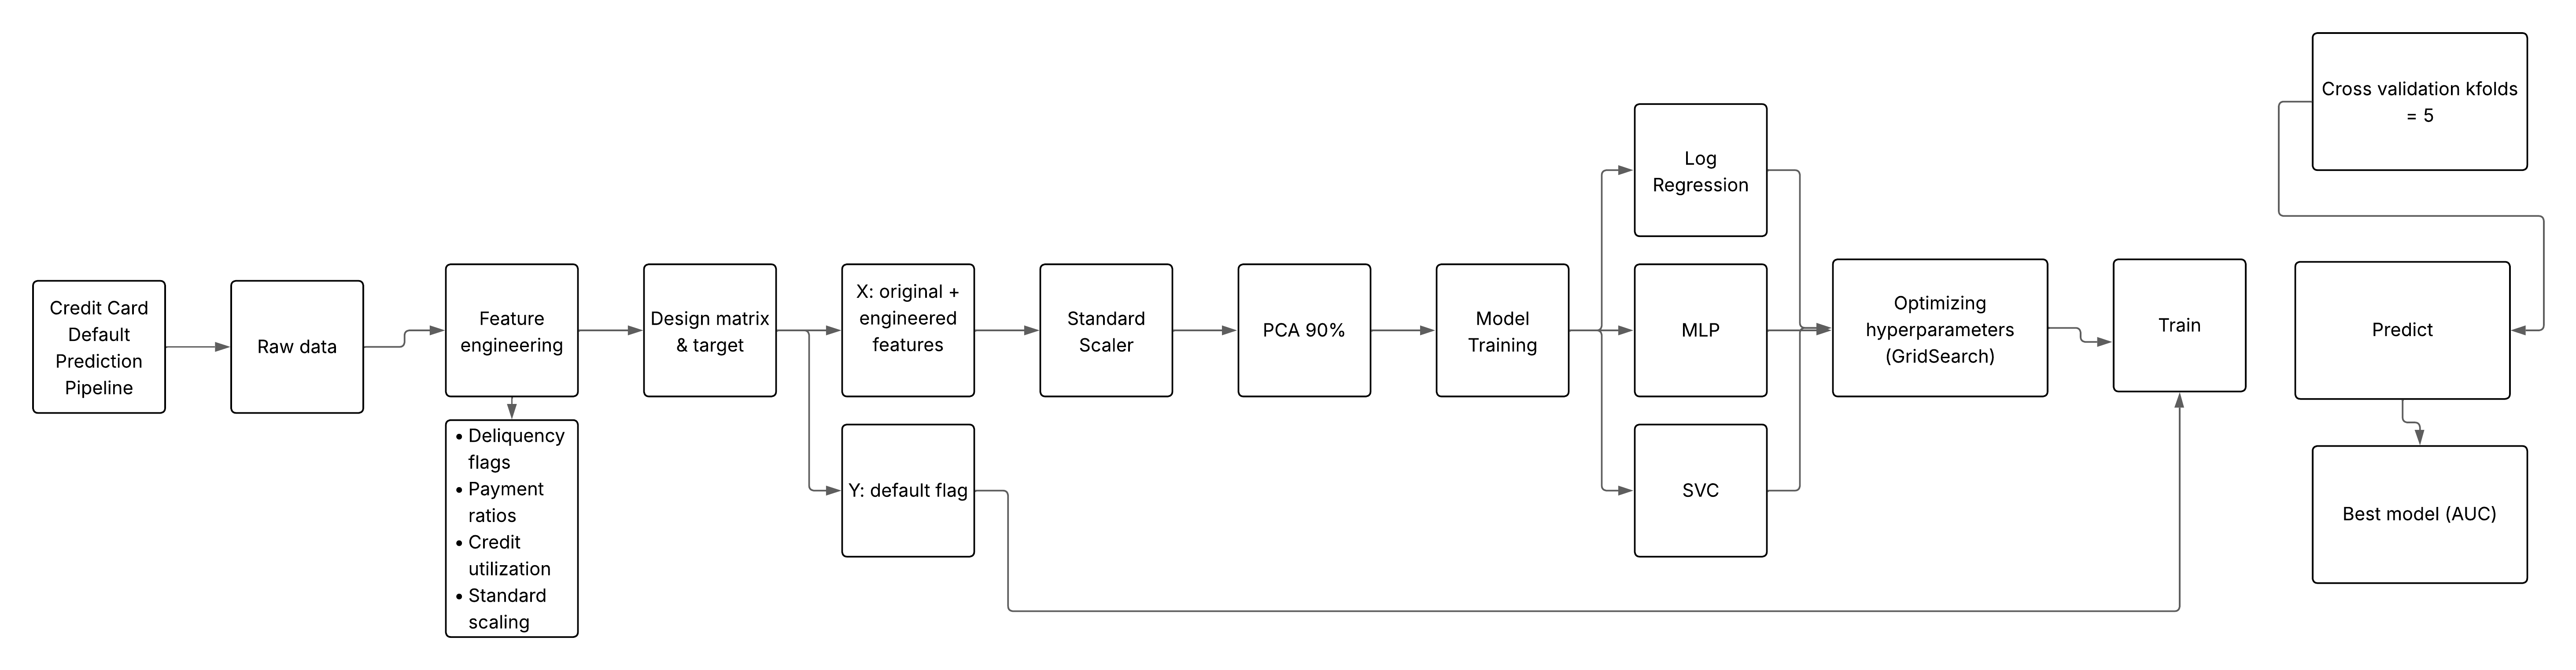 Credit Card
Default
Prediction
Pipeline
Raw data
Feature
engineering
• Deliquency
flags
• Payment
ratios
• Credit
utilization
• Standard
scaling
Design matrix
& target
X: original +
engineered
features
Y: default flag
Standard
Scaler
PCA 90%
Model
Training
Log
Regression
MLP
SVC
Optimizing
hyperparameters
(GridSearch)
Train
Cross validation kfolds
= 5
Predict
Best model (AUC)